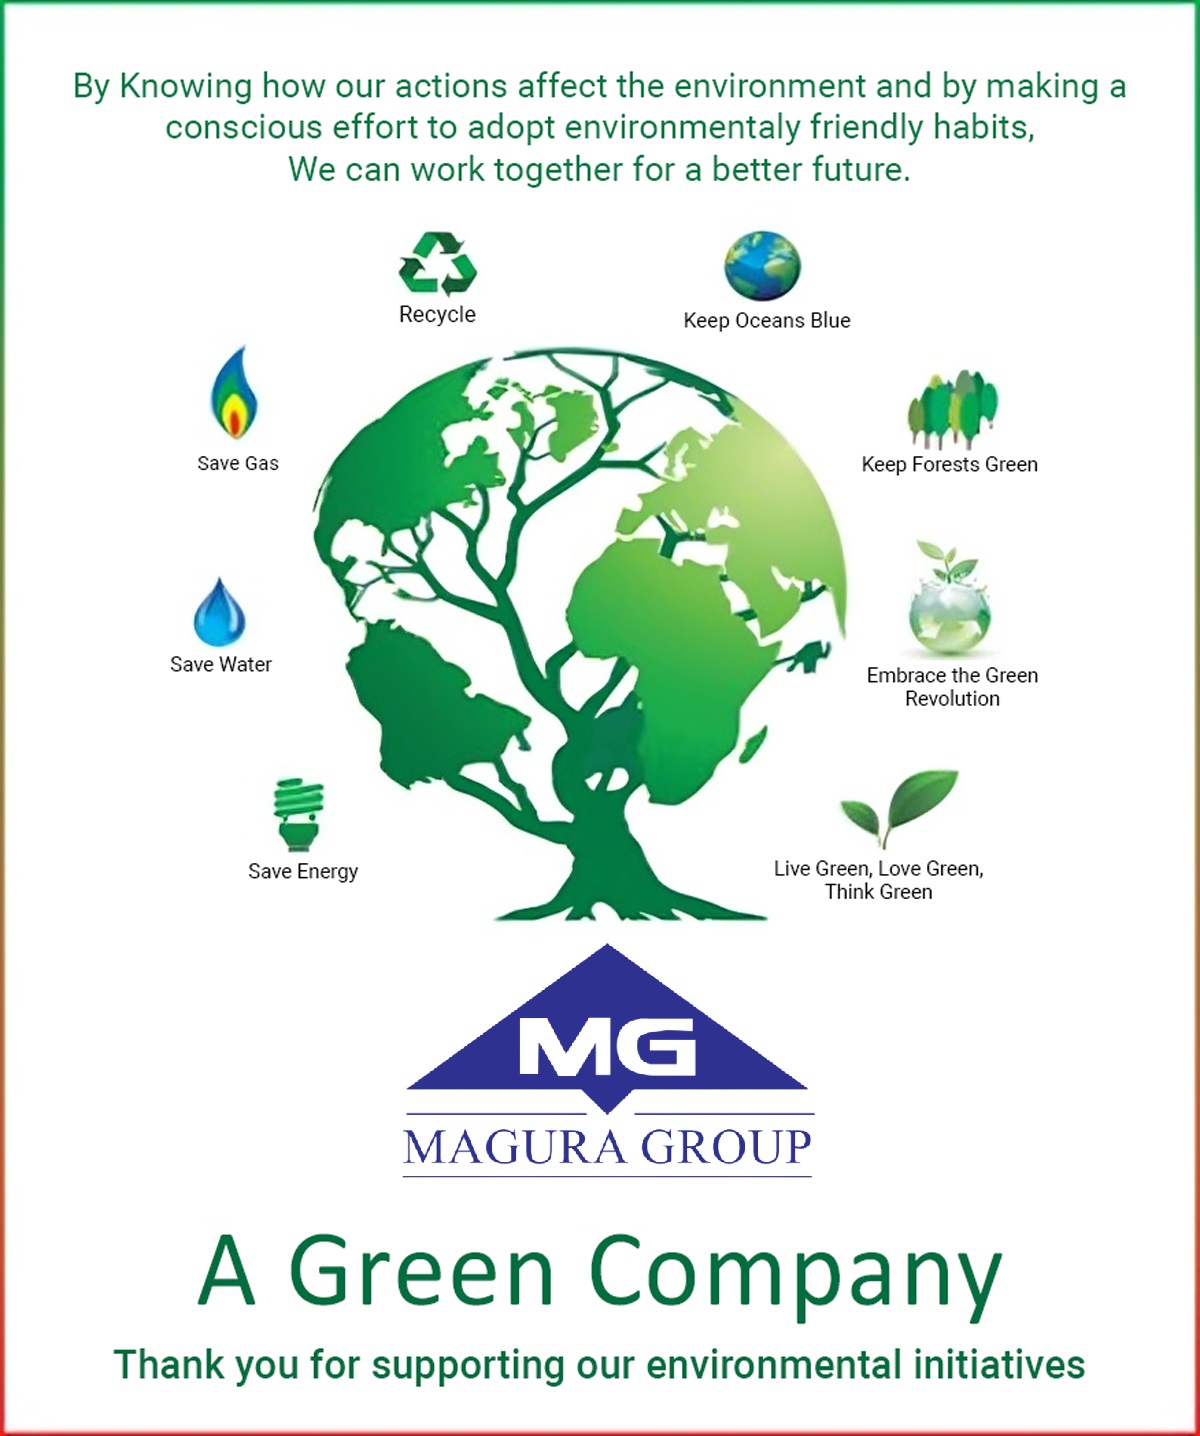 By Knowing how our actions affect the environment and by making a
conscious effort to adopt environmentaly friendly habits,
We can work together for a better future.
Recycle
Keep Oceans Blue
Save Gas
Keep Forests Green
Save Water
Embrace the Green
Revolution
Save Energy
Live Green, Love Green,
Think Green
MG
MAGURA GROUP
A Green Company
Thank you for supporting our environmental initiatives